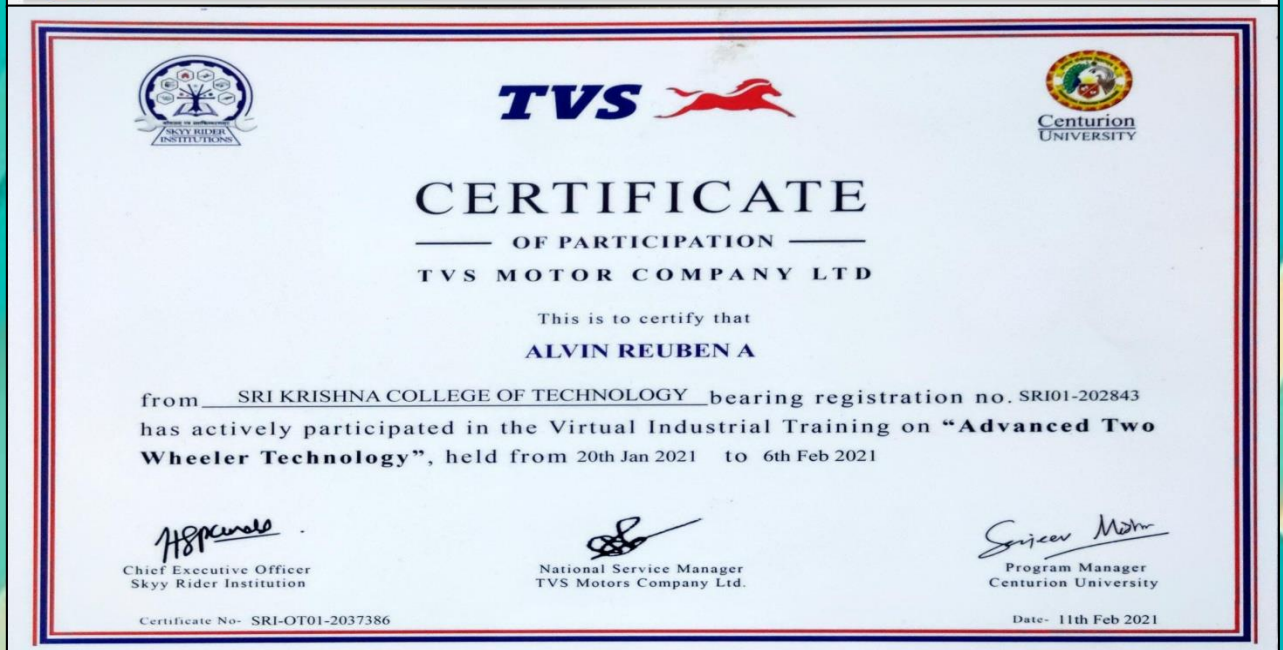 SKYY RIDER
INSTITUTIONS
TVS
Centurion
UNIVERSITY
CERTIFICATE
OF PARTICIPATION
TVS MOTOR COMPANY LTD
This is to certify that
ALVIN REUBEN A
from SRI KRISHNA COLLEGE OF TECHNOLOGY bearing registration no. SRI01-202843
has actively participated in the Virtual Industrial Training on “Advanced Two
Wheeler Technology”, held from 20th Jan 2021 to 6th Feb 2021
Chief Executive Officer
Skyy Rider Institution
National Service Manager
TVS Motors Company Ltd.
Program Manager
Centurion University
Certificate No- SRI-OT01-2037386
Date- 11th Feb 2021